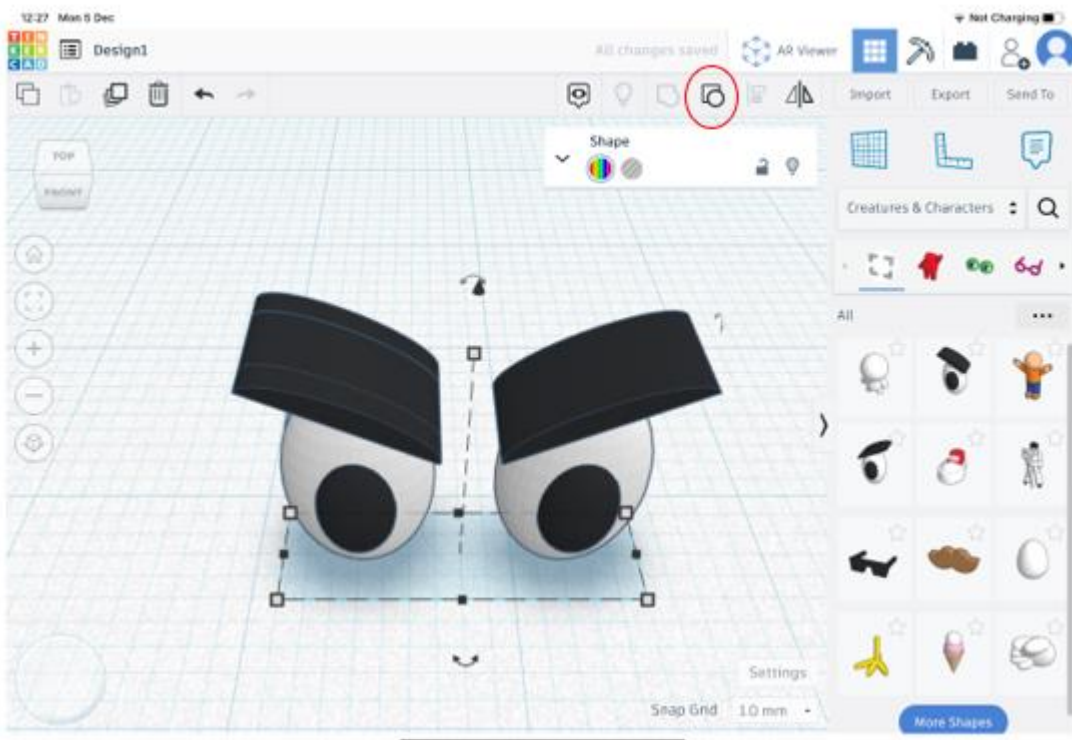 12:27 Mon 5 Dec
Not Charging
TIN
KER
CAD
Design1
All changes saved
AR Viewer
Import
Export
Send To
Shape
TOP
FRONT
Creatures & Characters
All
Settings
Snap Grid
1.0 mm
More Shapes